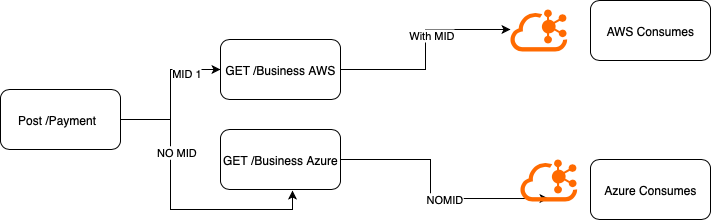 With MID
AWS Consumes
MID 1
GET /Business AWS
Post /Payment
NO MID
GET /Business Azure
NOMID
Azure Consumes